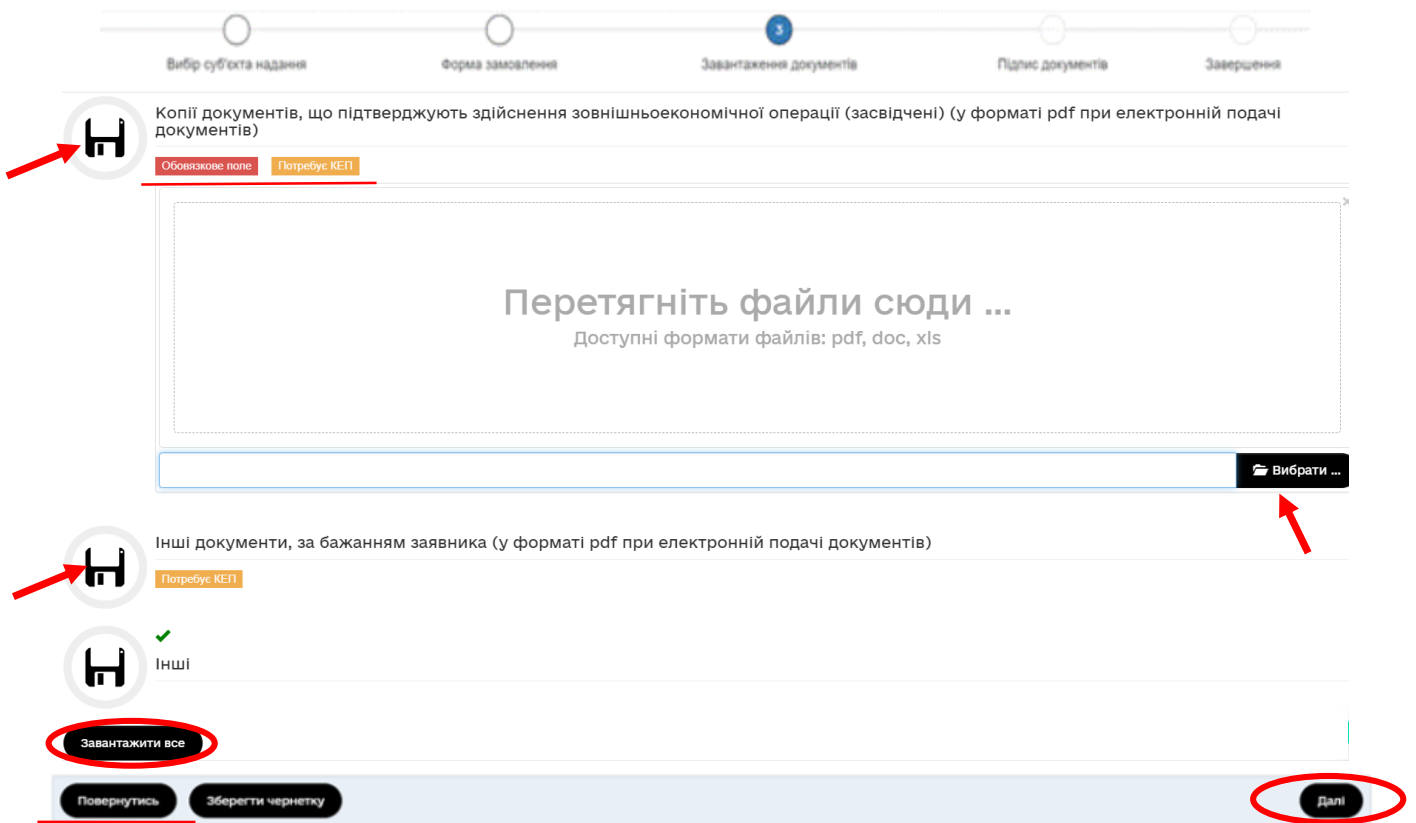 3
Вибір суб'єкта надання
Форма замовлення
Завантаження документів
Підпис документів
Завершення
Копії документів, що підтверджують здійснення зовнішньоекономічної операції (засвідчені) (у форматі pdf при електронній подачі
документів)
Обовязкове поле Потребує КЕП
×
Перетягніть файли сюди ...
Доступні формати файлів: pdf, doc, xls
Вибрати ...
Інші документи, за бажанням заявника (у форматі pdf при електронній подачі документів)
Потребує КЕП
Інші
Завантажити все
Повернутись Зберегти чернетку Далі